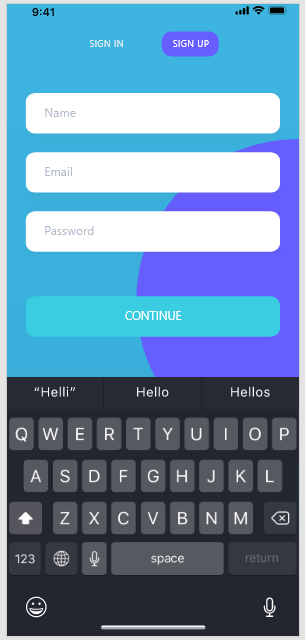 9:41
SIGN IN SIGN UP
Name
Email
Password
CONTINUE
“Helli” Hello Hellos
Q W E R T Y U I O P
A S D F G H J K L
Z X C V B N M
123 space return